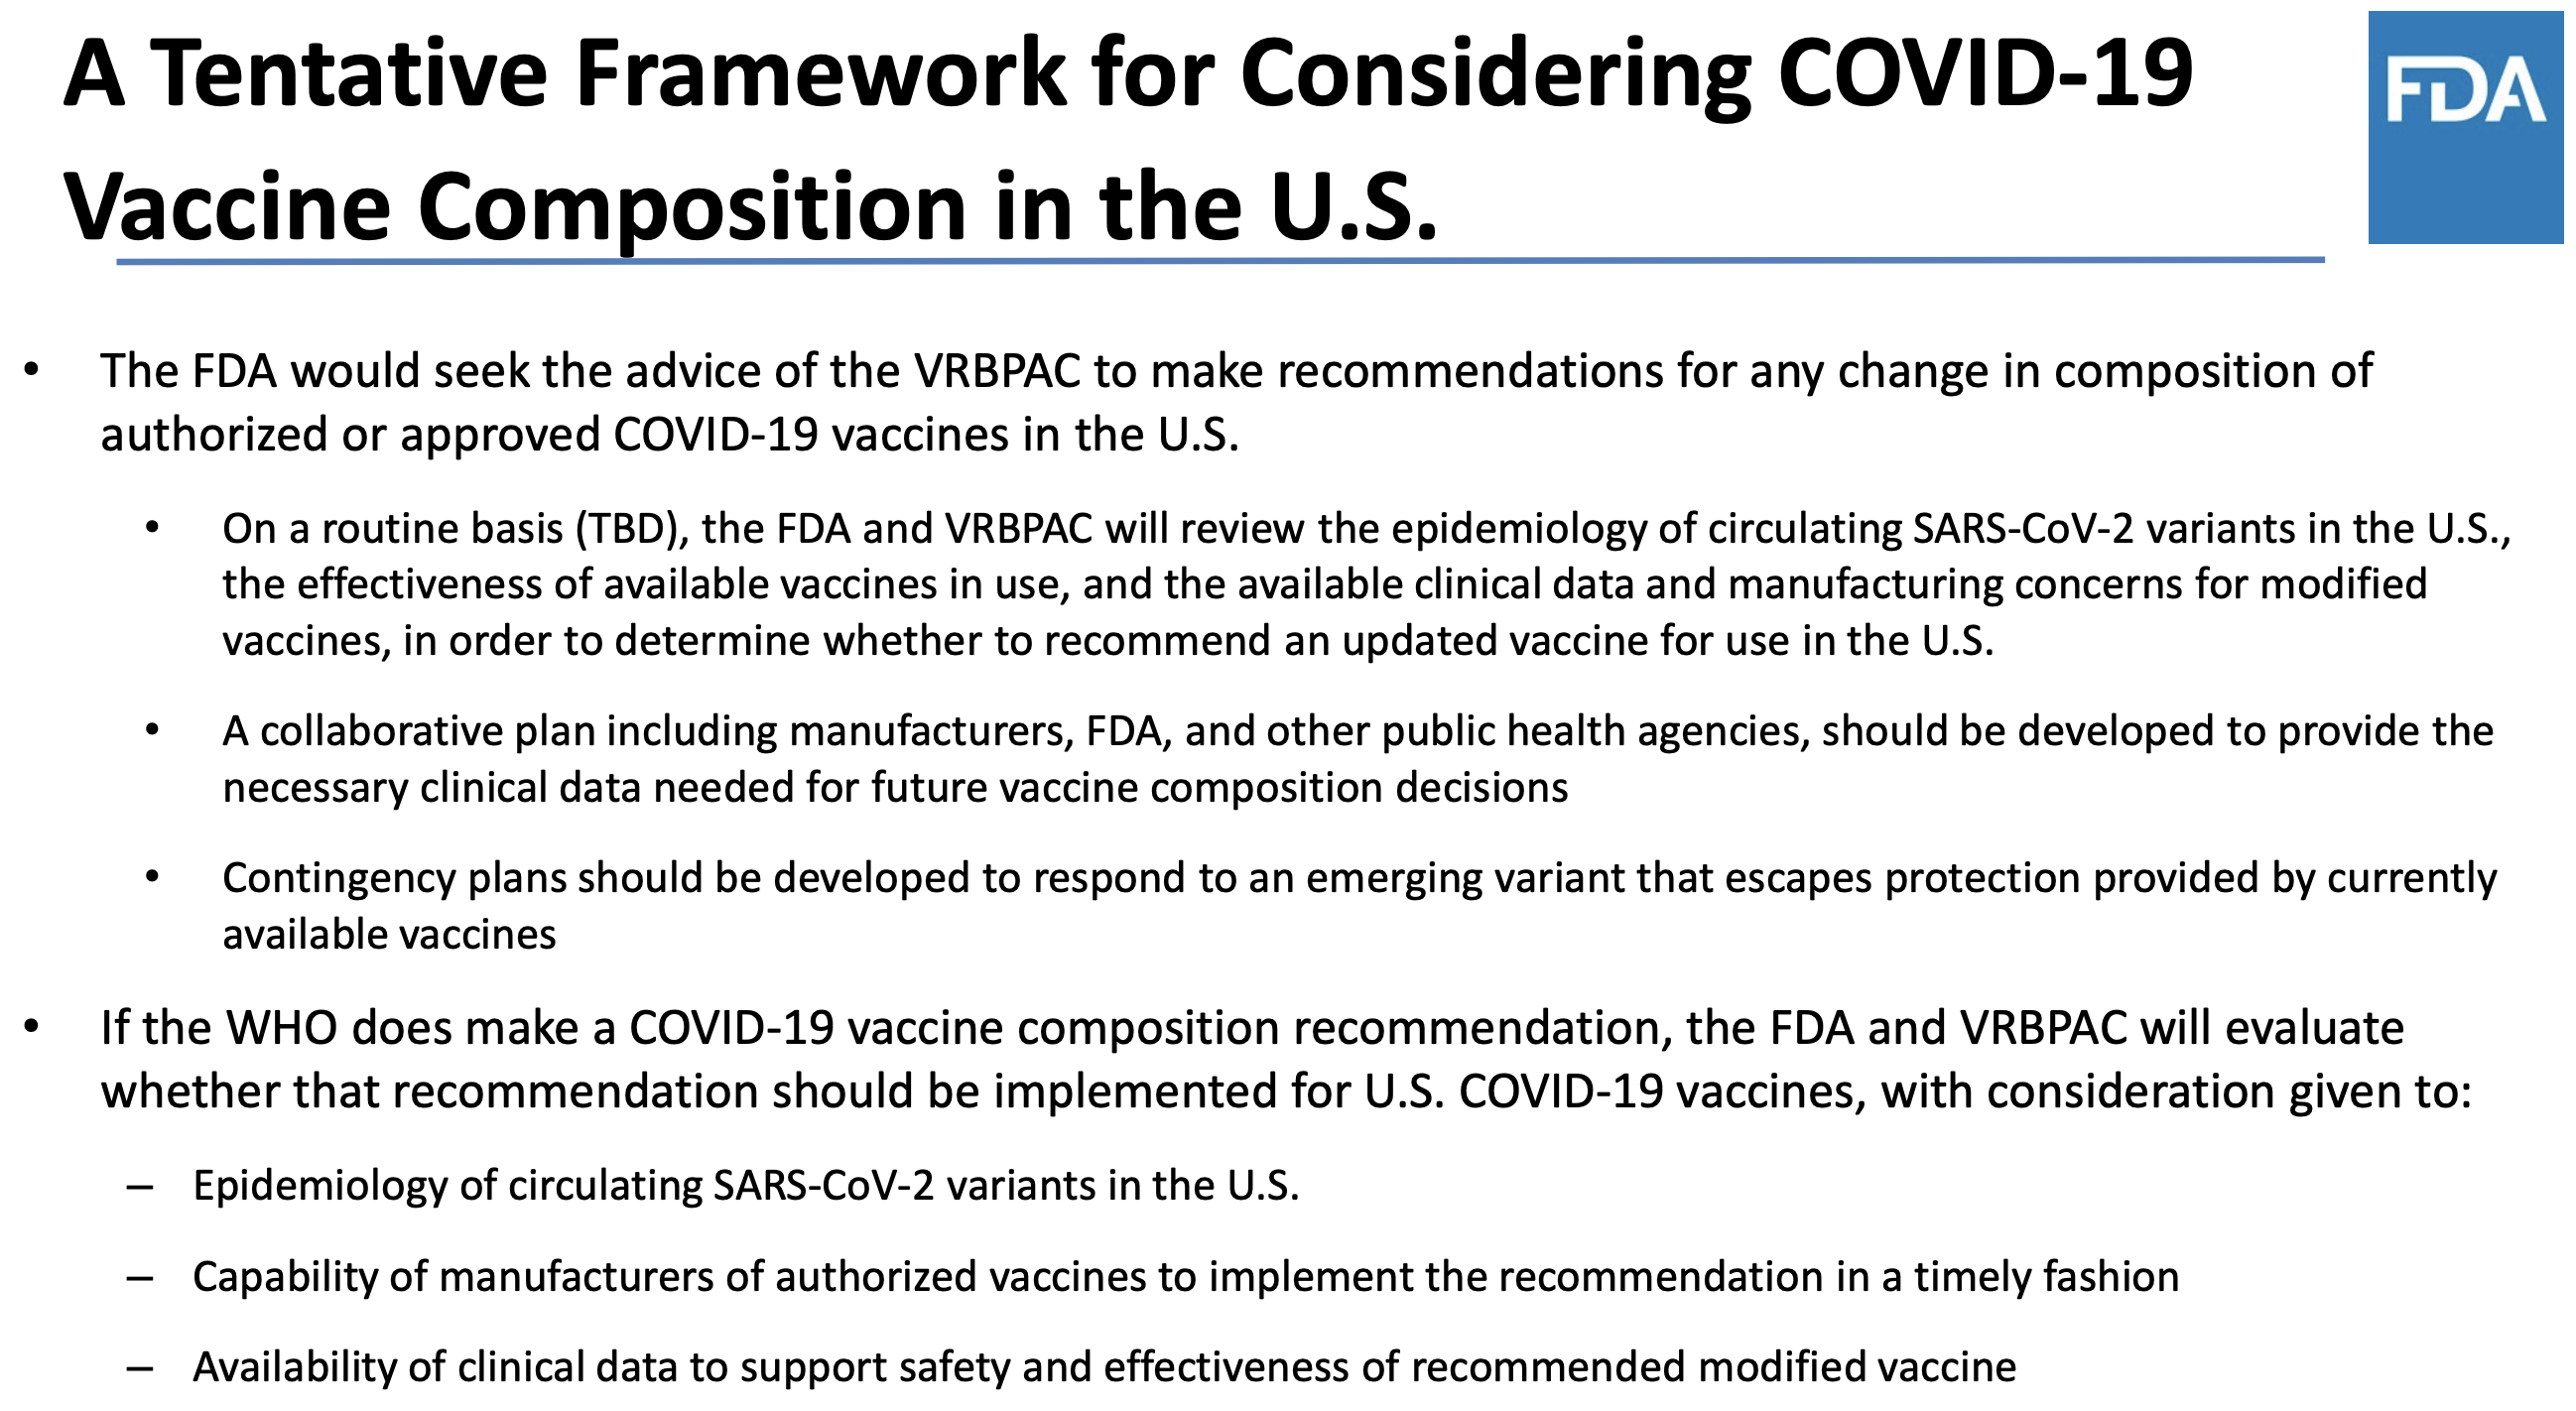 A Tentative Framework for Considering COVID-19
Vaccine Composition in the U.S.
FDA
• The FDA would seek the advice of the VRBPAC to make recommendations for any change in composition of
authorized or approved COVID-19 vaccines in the U.S.
• On a routine basis (TBD), the FDA and VRBPAC will review the epidemiology of circulating SARS-CoV-2 variants in the U.S.,
the effectiveness of available vaccines in use, and the available clinical data and manufacturing concerns for modified
vaccines, in order to determine whether to recommend an updated vaccine for use in the U.S.
• A collaborative plan including manufacturers, FDA, and other public health agencies, should be developed to provide the
necessary clinical data needed for future vaccine composition decisions
• Contingency plans should be developed to respond to an emerging variant that escapes protection provided by currently
available vaccines
• If the WHO does make a COVID-19 vaccine composition recommendation, the FDA and VRBPAC will evaluate
whether that recommendation should be implemented for U.S. COVID-19 vaccines, with consideration given to:
– Epidemiology of circulating SARS-CoV-2 variants in the U.S.
– Capability of manufacturers of authorized vaccines to implement the recommendation in a timely fashion
– Availability of clinical data to support safety and effectiveness of recommended modified vaccine